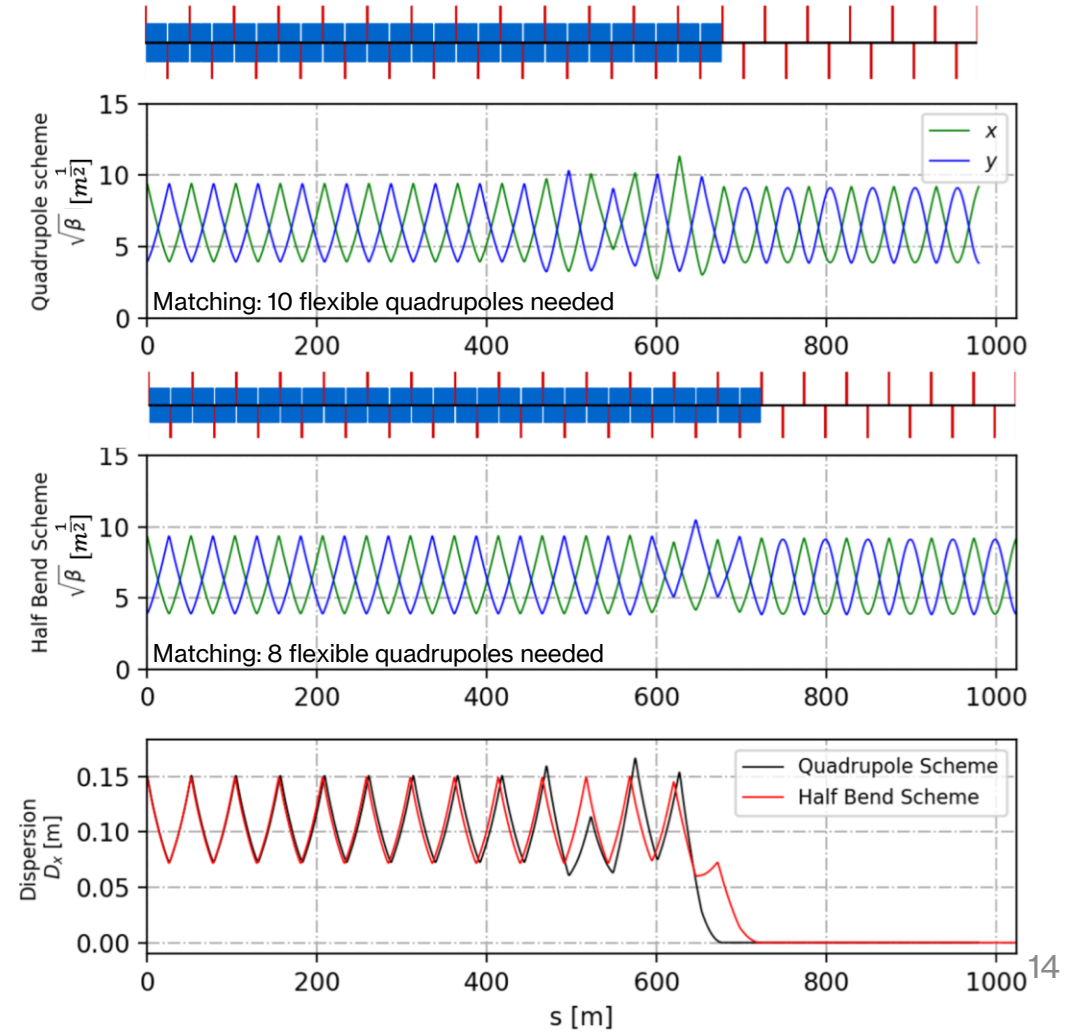 Quadrupole scheme
√β [m^{1/2}]
15
10
5
0
x
y
Matching: 10 flexible quadrupoles needed
0 200 400 600 800 1000
Half Bend Scheme
√β [m^{1/2}]
15
10
5
0
Matching: 8 flexible quadrupoles needed
0 200 400 600 800 1000
Dispersion
D_x [m]
0.15
0.10
0.05
0.00
Quadrupole Scheme
Half Bend Scheme
0 200 400 600 800 1000
s [m]
14